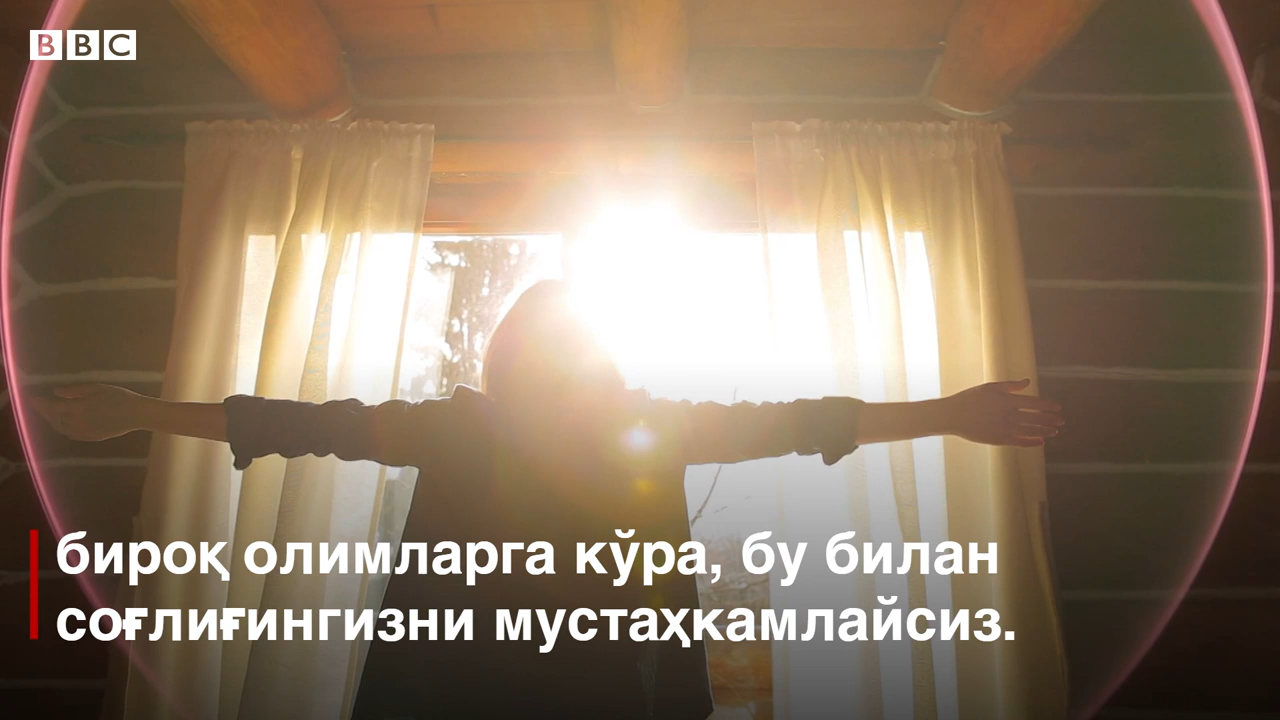 BBC
бироқ олимларга кўра, бу билан
соғлиғингизни мустаҳкамлайсиз.